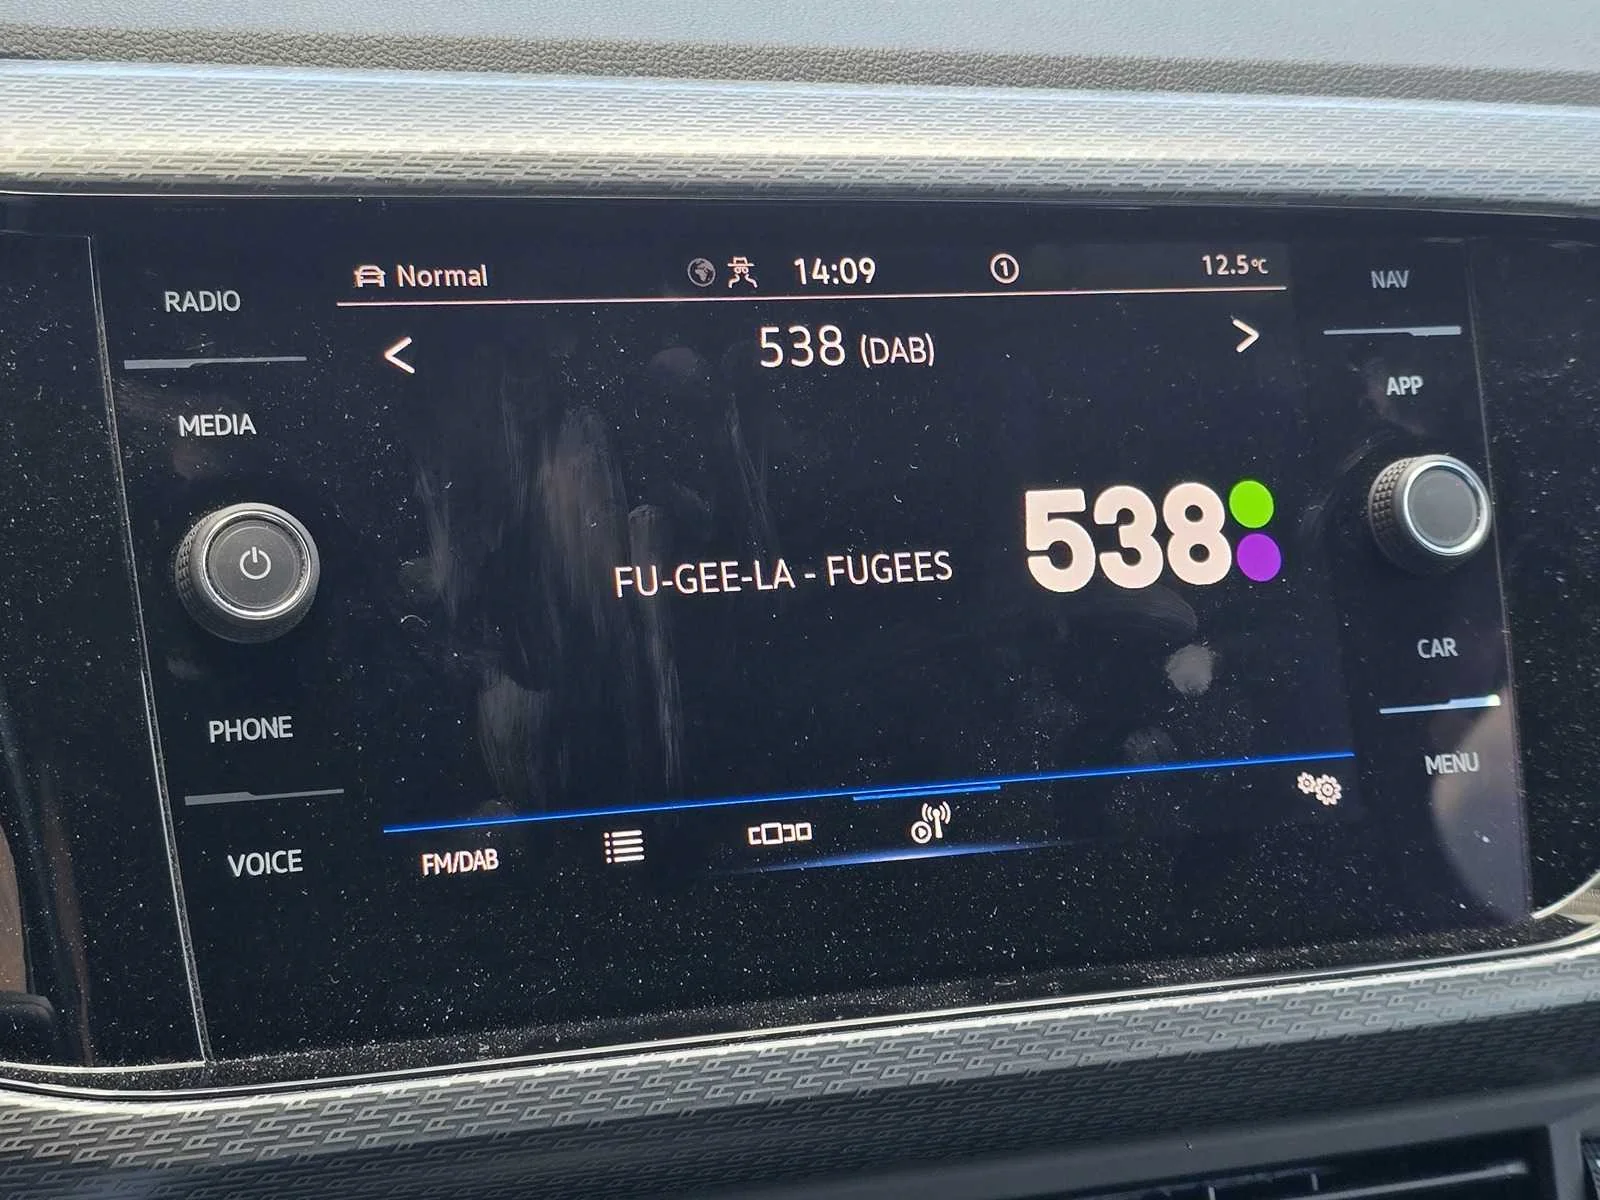 RADIO
MEDIA
PHONE
VOICE
Normal
14:09
1
12.5°C
538 (DAB)
FU-GEE-LA - FUGEES
538
FM/DAB
NAV
APP
CAR
MENU